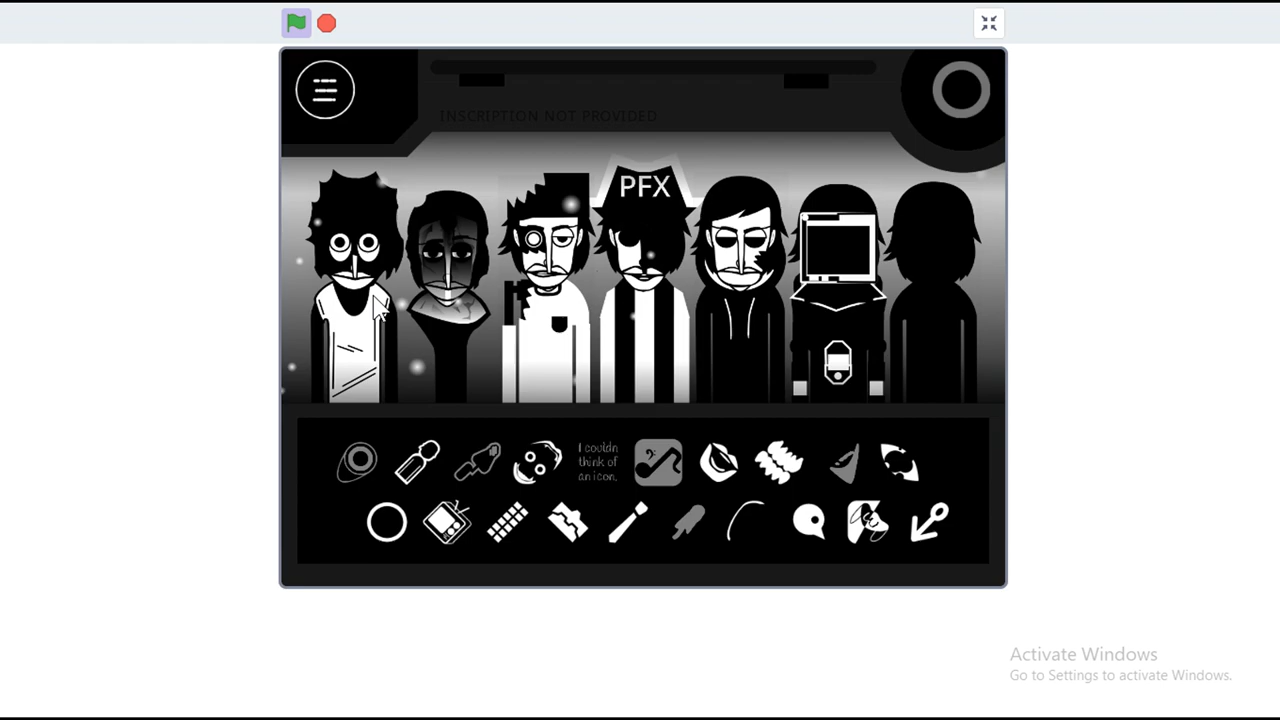 INSCRIPTION NOT PROVIDED
PFX
I couldn
think of
an icon,
Activate Windows
Go to Settings to activate Windows.